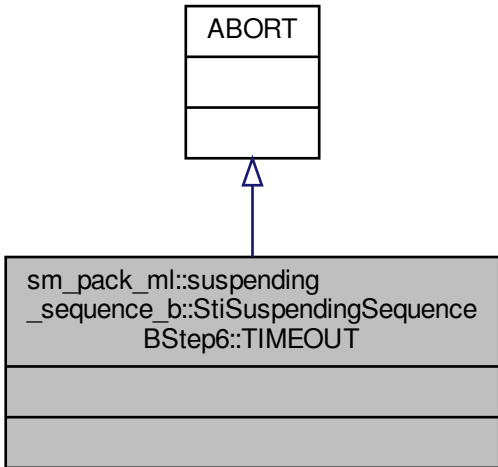 ABORT
sm_pack_ml::suspending
_sequence_b::StiSuspendingSequence
BStep6::TIMEOUT